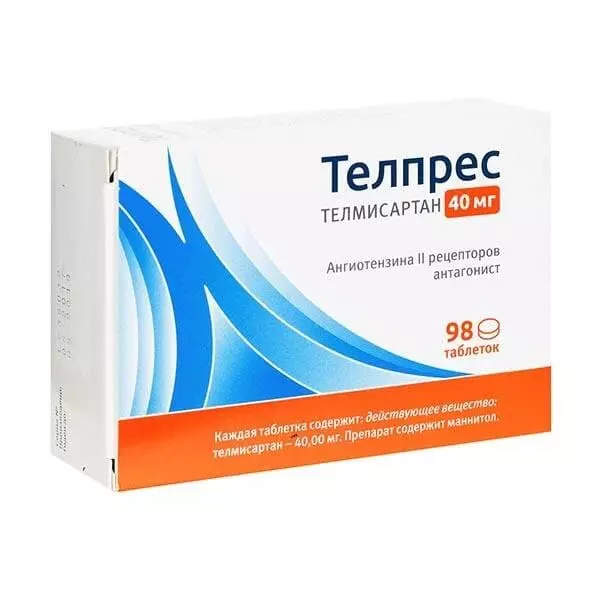 Телпрес
ТЕЛМИСАРТАН 40 мг
Ангиотензина II рецепторов
антагонист
98
таблеток
Каждая таблетка содержит: действующее вещество:
телмисартан – 40,00 мг. Препарат содержит маннитол.